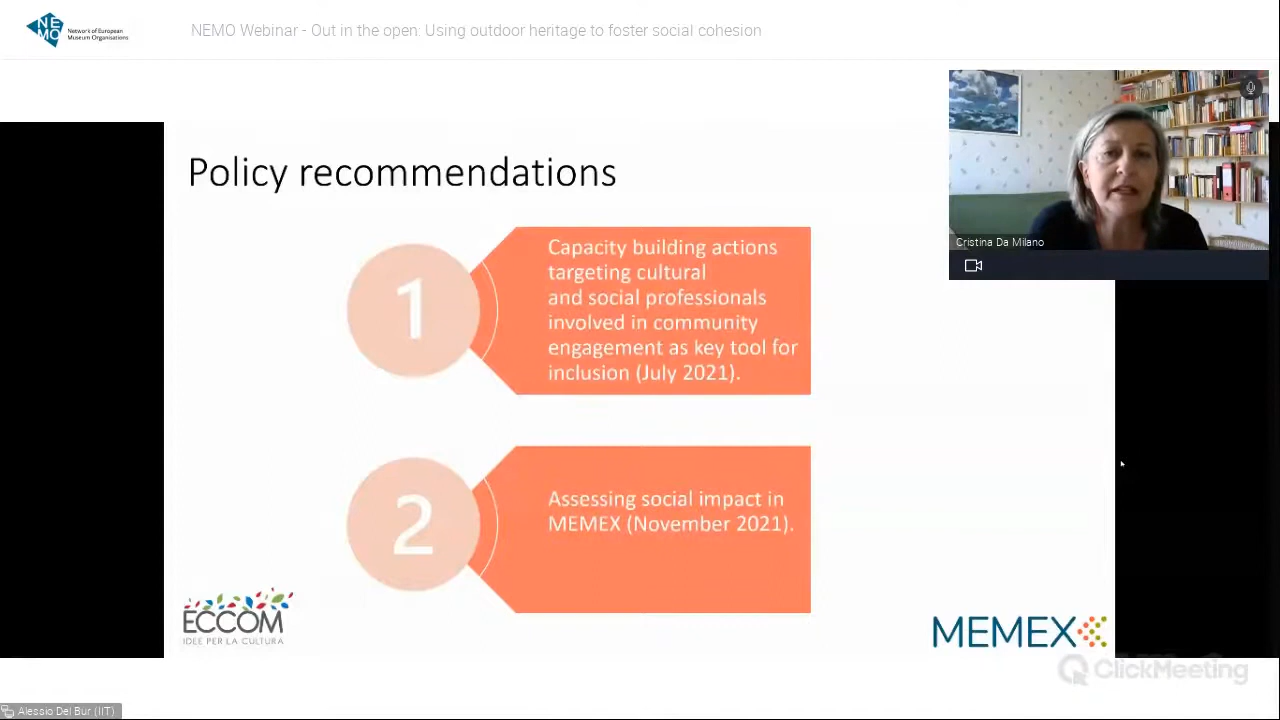 NEMO
Network of European
Museum Organisations
NEMO Webinar - Out in the open: Using outdoor heritage to foster social cohesion
Cristina Da Milano
Policy recommendations
1
Capacity building actions
targeting cultural
and social professionals
involved in community
engagement as key tool for
inclusion (July 2021).
2
Assessing social impact in
MEMEX (November 2021).
ECCOM
IDEE PER LA CULTURA
MEMEX
ClickMeeting
Alessio Del Bur (IIT)